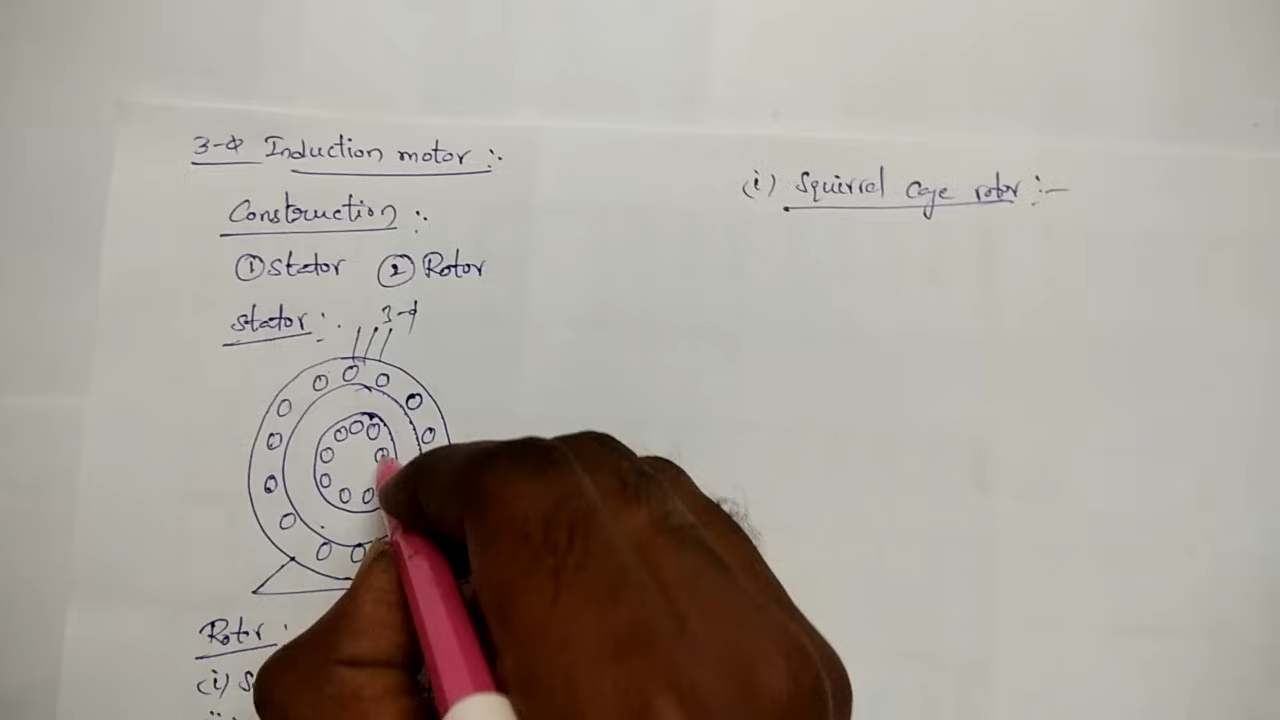 3-φ Induction motor :.
Construction :.
① Stator ② Rotor
Stator :.
3-φ
Rotor :
(i) S
(i) Squirrel Cage rotor :-